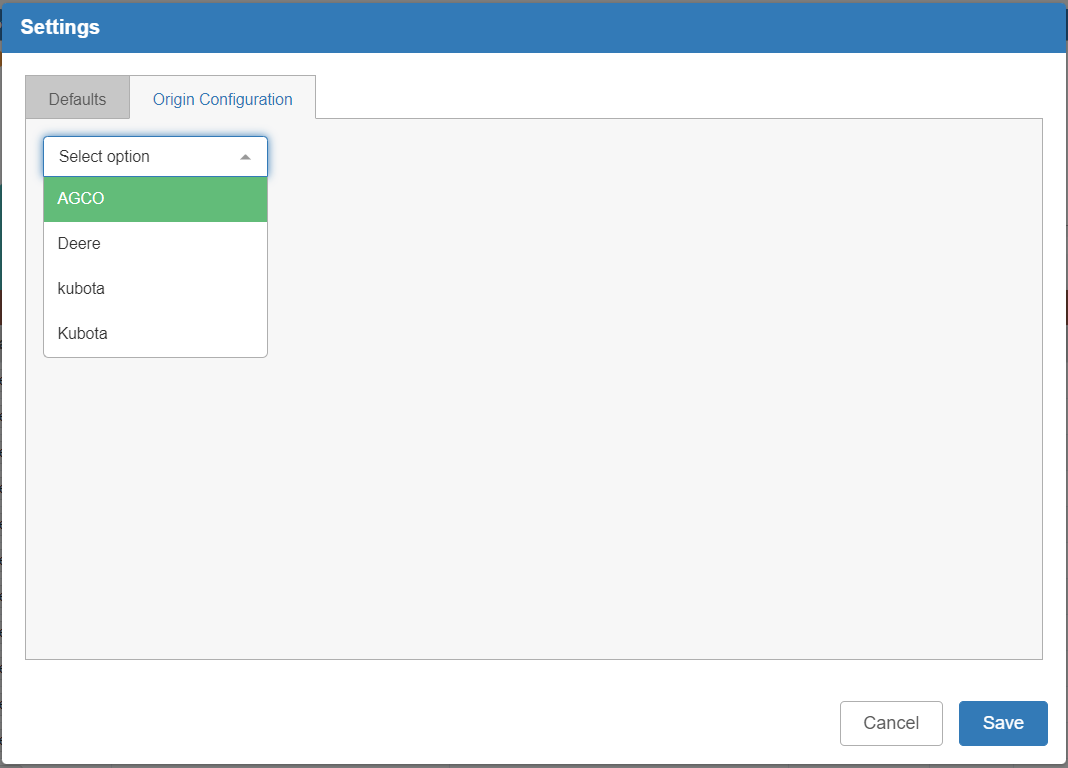 Settings
Defaults
Origin Configuration
Select option
AGCO
Deere
kubota
Kubota
Cancel
Save